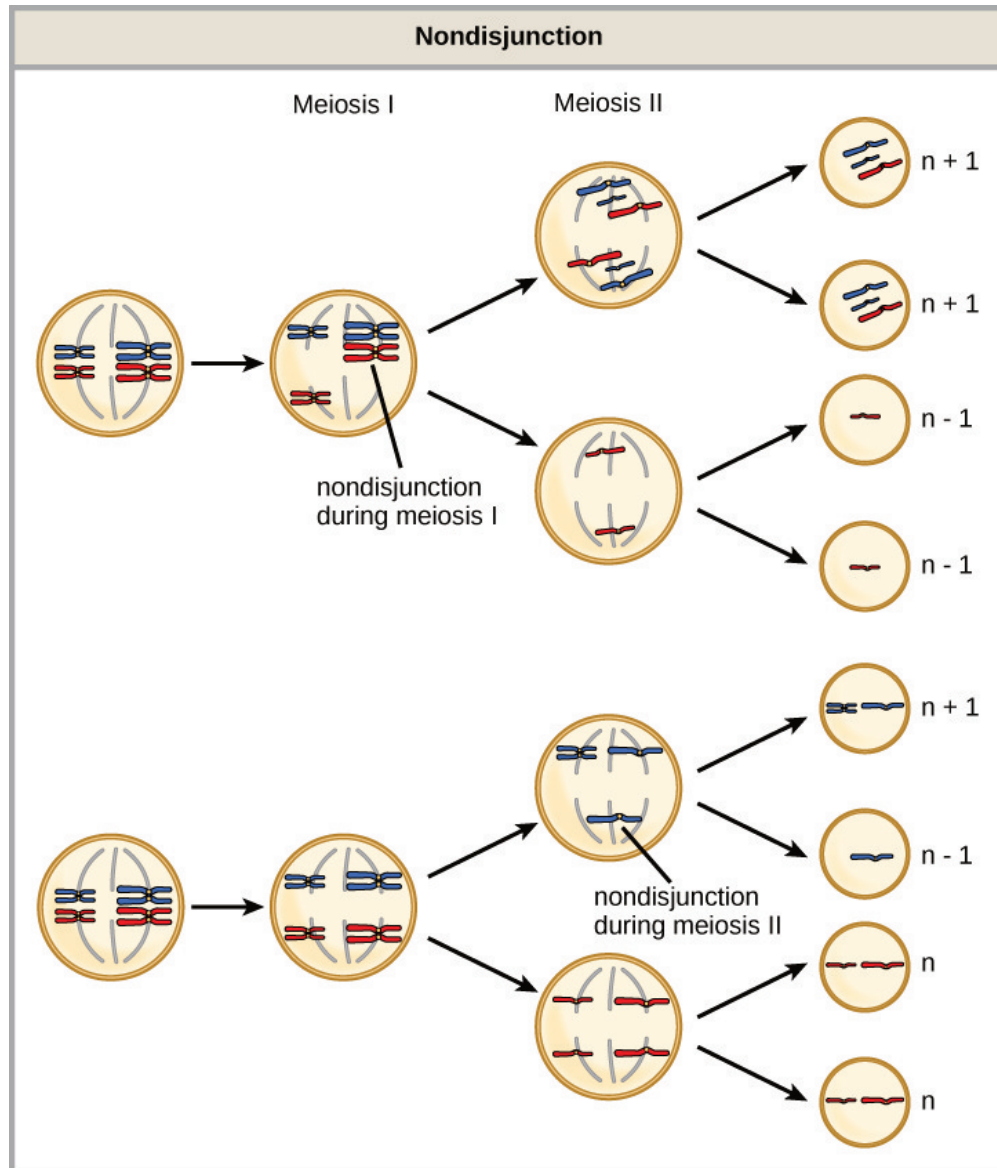 Nondisjunction
Meiosis I
Meiosis II
n + 1
n + 1
n - 1
nondisjunction
during meiosis I
n - 1
n + 1
n - 1
nondisjunction
during meiosis II
n
n